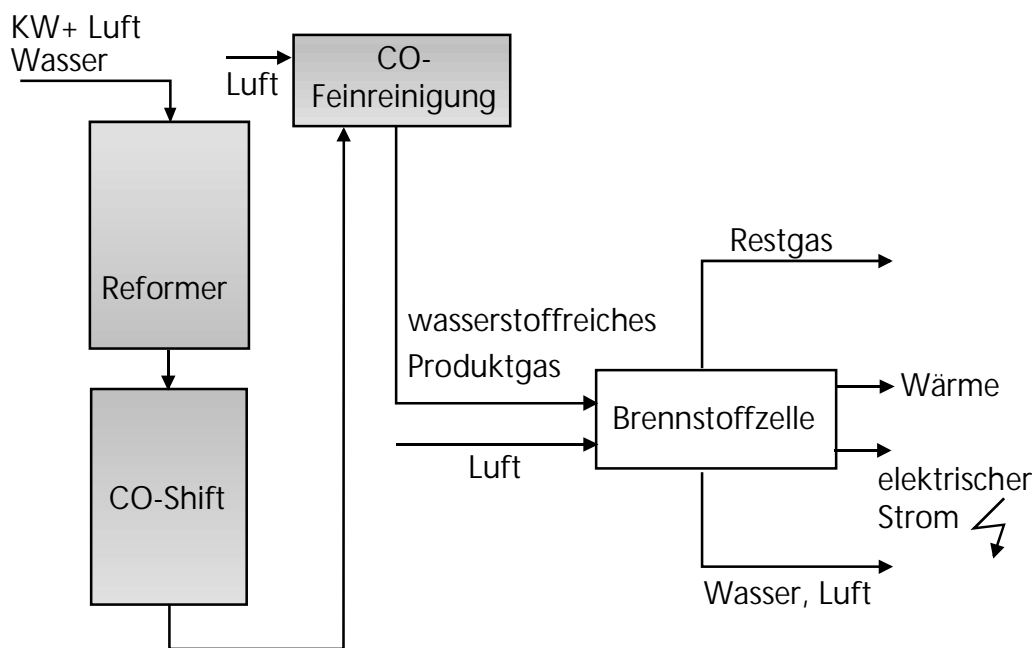 KW+ Luft
Wasser
Luft
CO-
Feinreinigung
Reformer
CO-Shift
wasserstoffreiches
Produktgas
Luft
Brennstoffzelle
Restgas
Wärme
elektrischer
Strom
Wasser, Luft